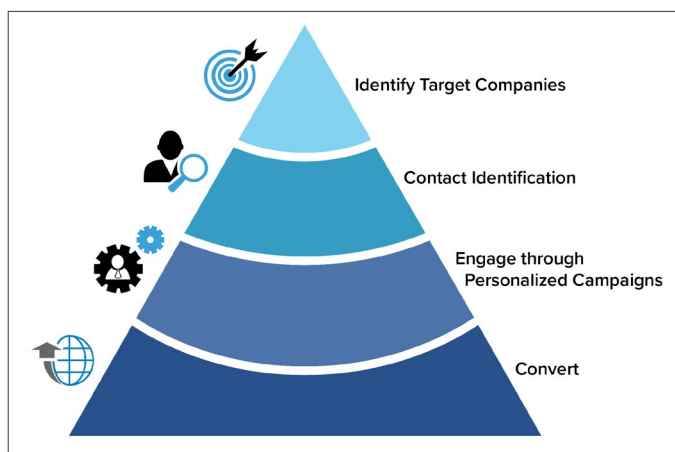 Identify Target Companies
Contact Identification
Engage through
Personalized Campaigns
Convert